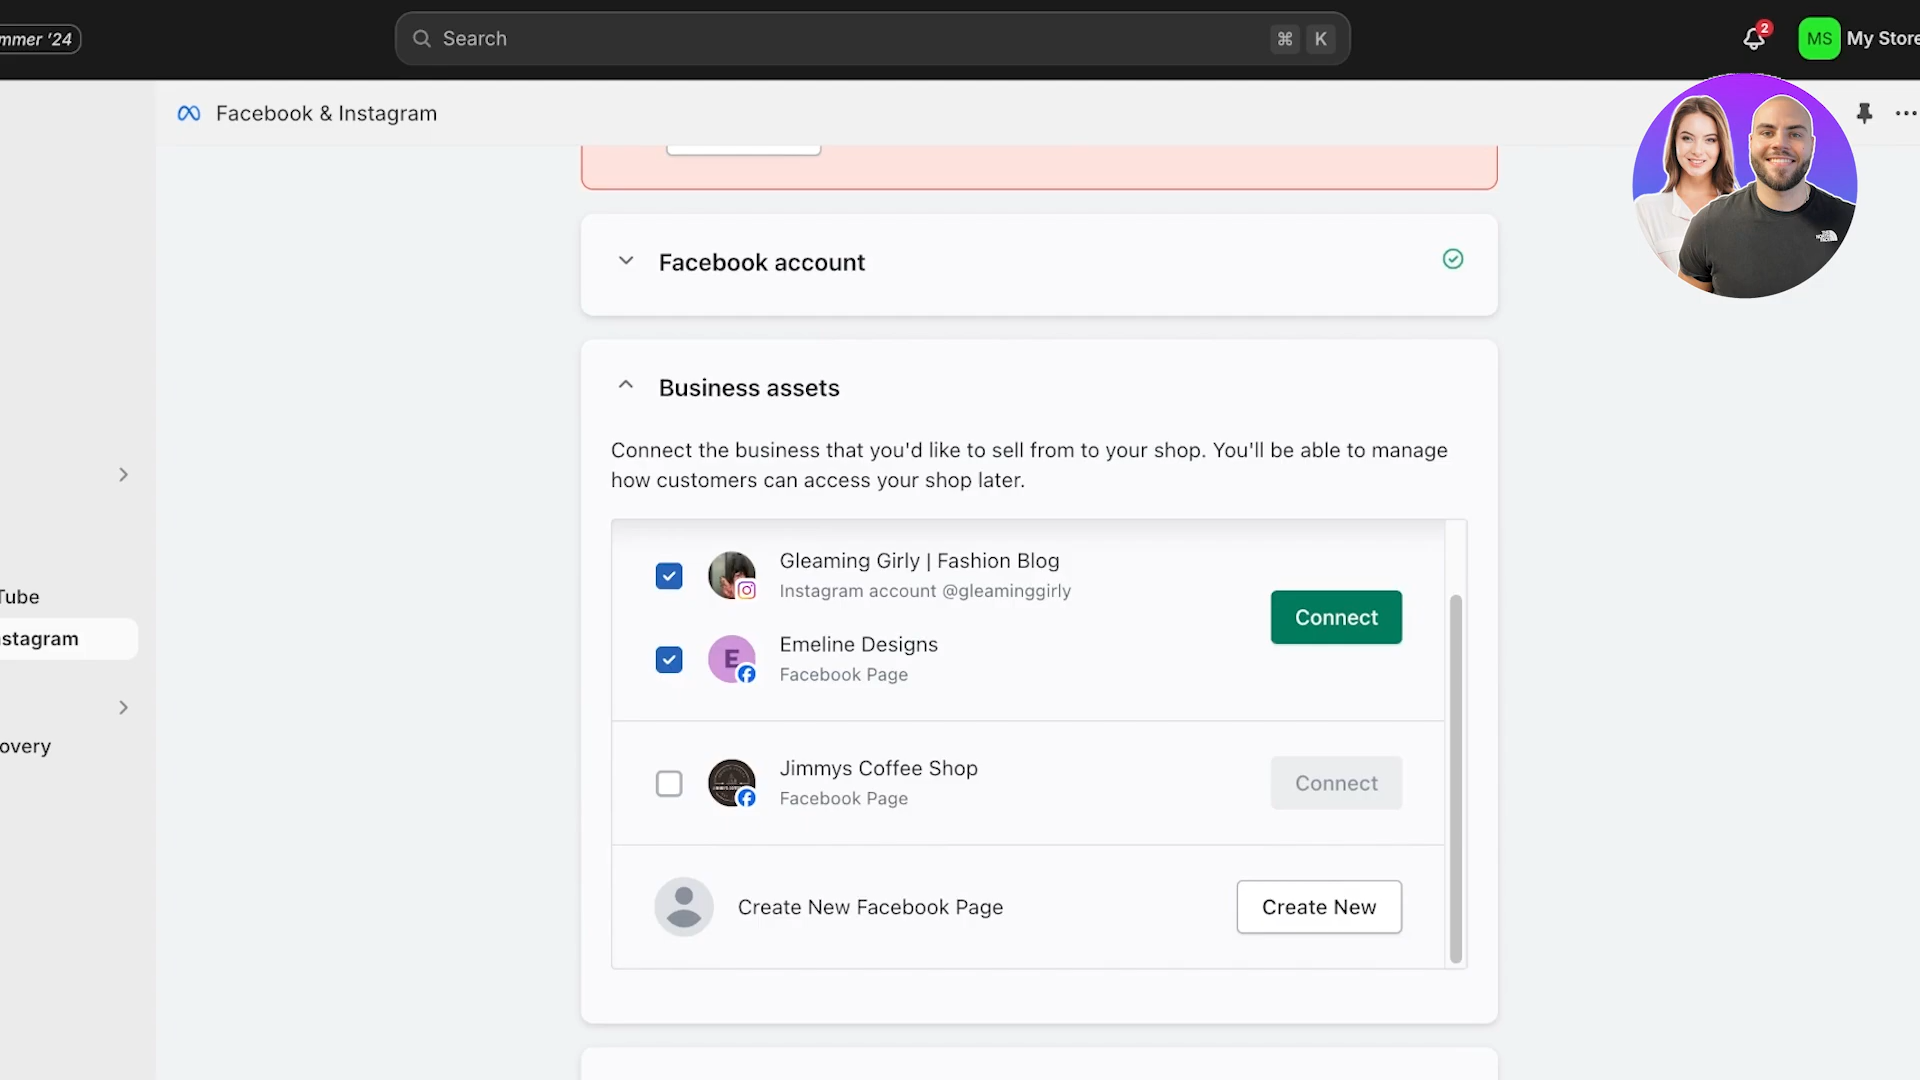 mmer '24
Search
⌘ K
2
MS
My Store
Facebook & Instagram
Facebook account
Business assets
Connect the business that you'd like to sell from to your shop. You'll be able to manage
how customers can access your shop later.
Gleaming Girly | Fashion Blog
Instagram account @gleaminggirly
Connect
E
Emeline Designs
Facebook Page
Jimmys Coffee Shop
Facebook Page
Connect
Create New Facebook Page
Create New
Tube
nstagram
overy